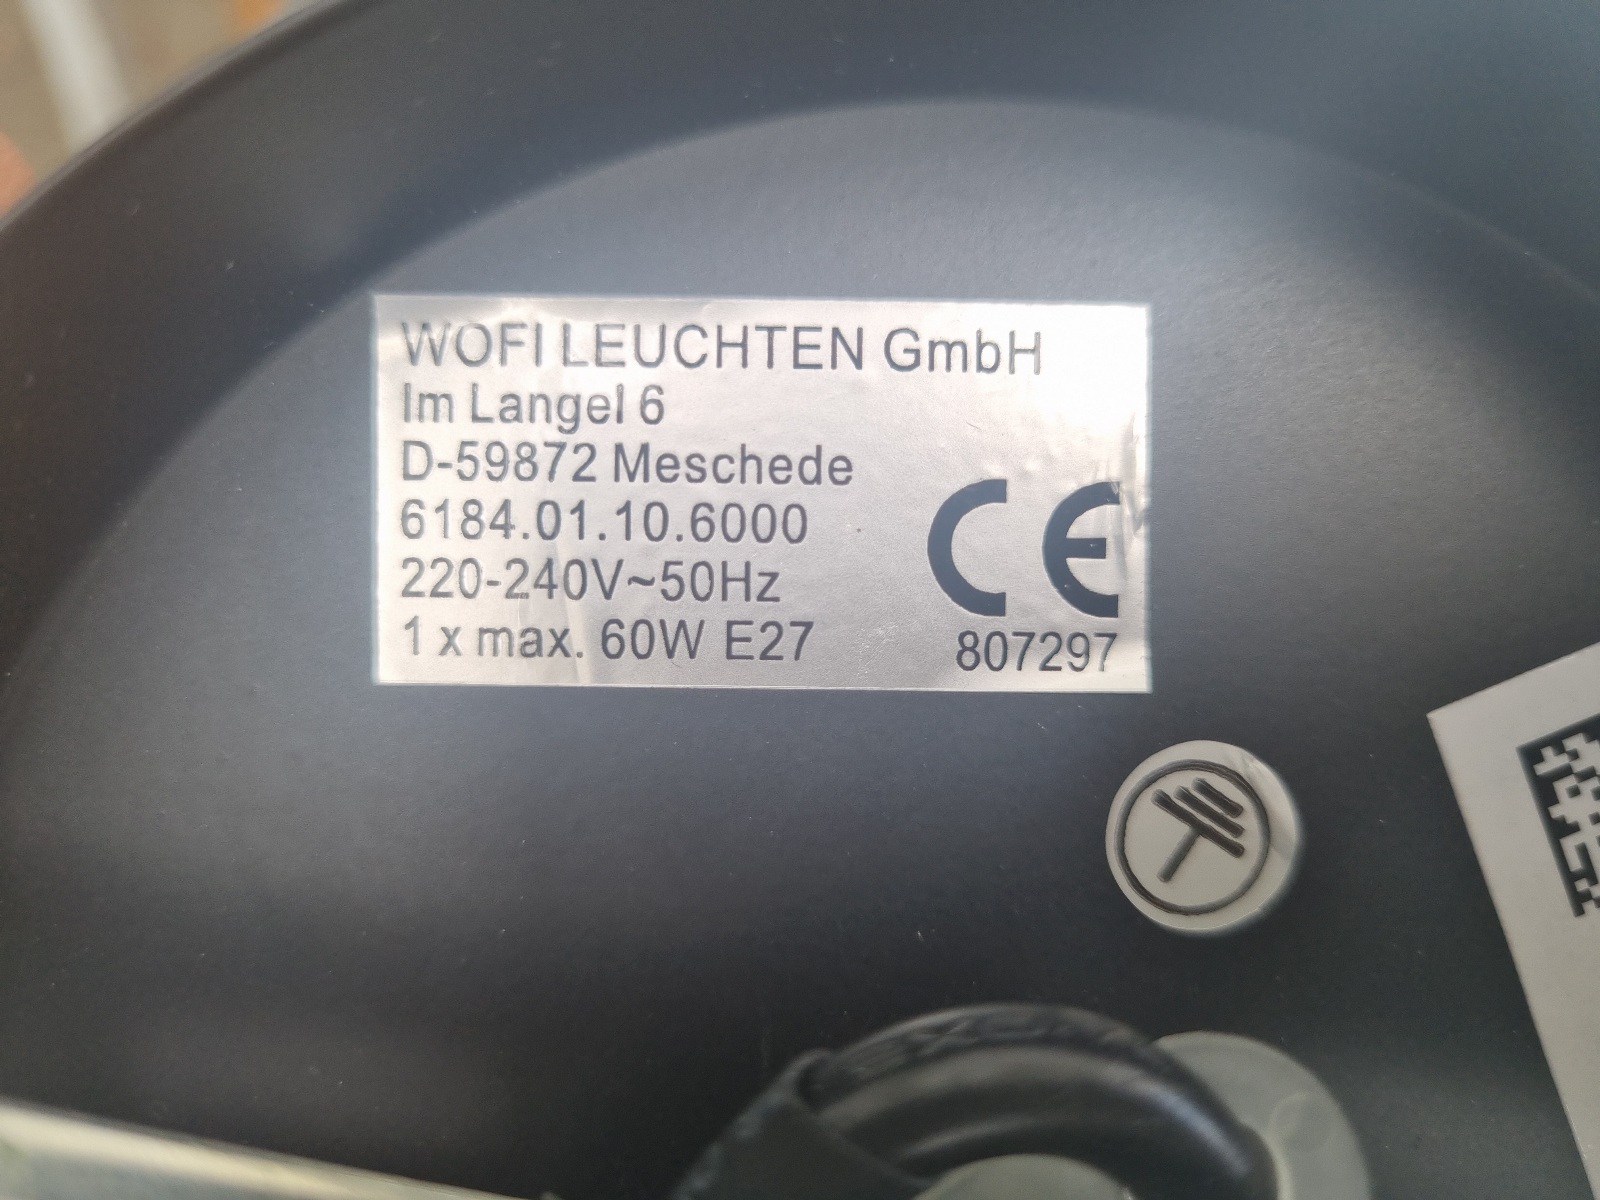 WOFI LEUCHTEN GmbH
Im Langel 6
D-59872 Meschede
6184.01.10.6000
220-240V~50Hz
1 x max. 60W E27
CE
807297